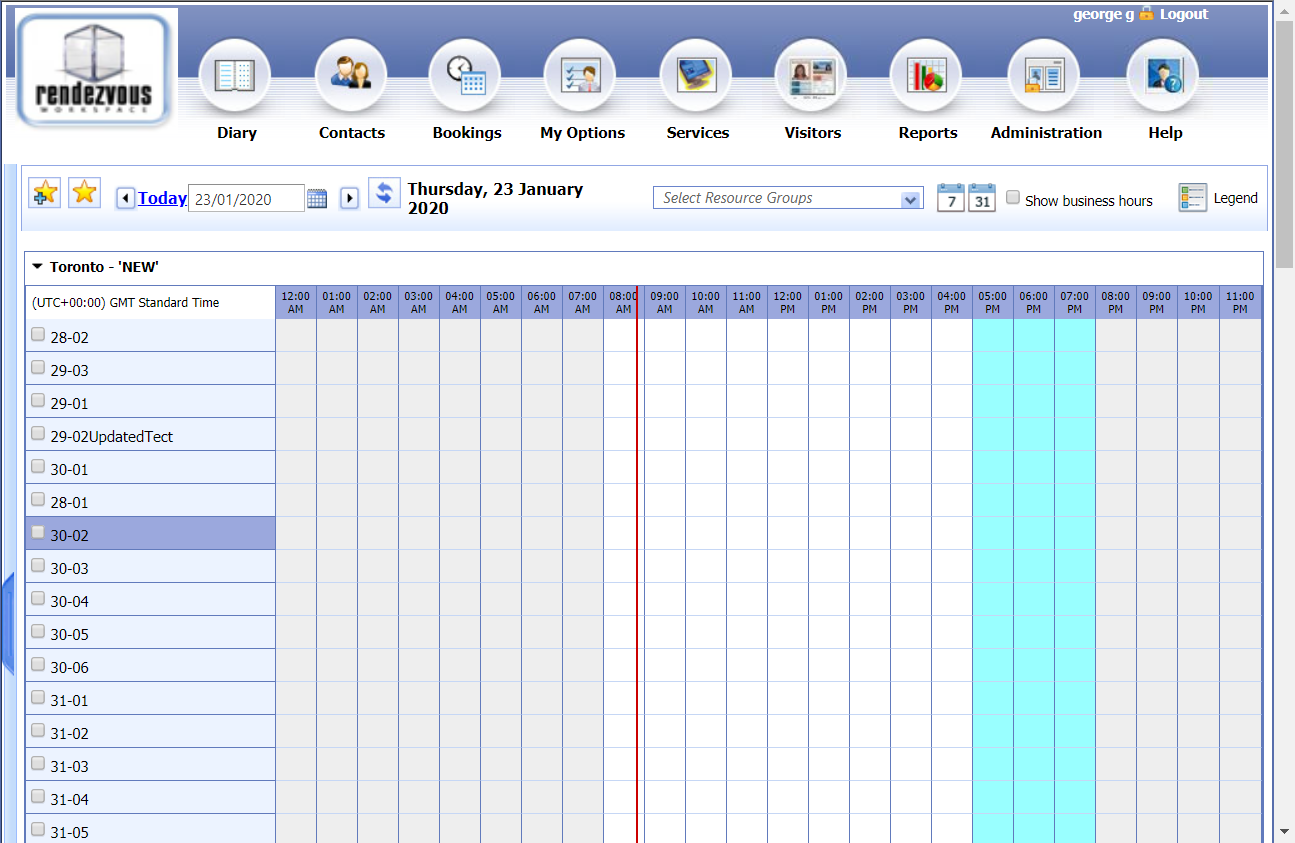 george g Logout
rendezvous
WORKSPACE
Diary Contacts Bookings My Options Services Visitors Reports Administration Help
Today 23/01/2020 Thursday, 23 January
2020
Select Resource Groups 7 31 Show business hours Legend
Toronto - 'NEW'
(UTC+00:00) GMT Standard Time
12:00 01:00 02:00 03:00 04:00 05:00 06:00 07:00 08:00 09:00 10:00 11:00 12:00 01:00 02:00 03:00 04:00 05:00 06:00 07:00 08:00 09:00 10:00 11:00
AM AM AM AM AM AM AM AM AM AM AM AM PM PM PM PM PM PM PM PM PM PM PM PM
28-02
29-03
29-01
29-02UpdatedTect
30-01
28-01
30-02
30-03
30-04
30-05
30-06
31-01
31-02
31-03
31-04
31-05